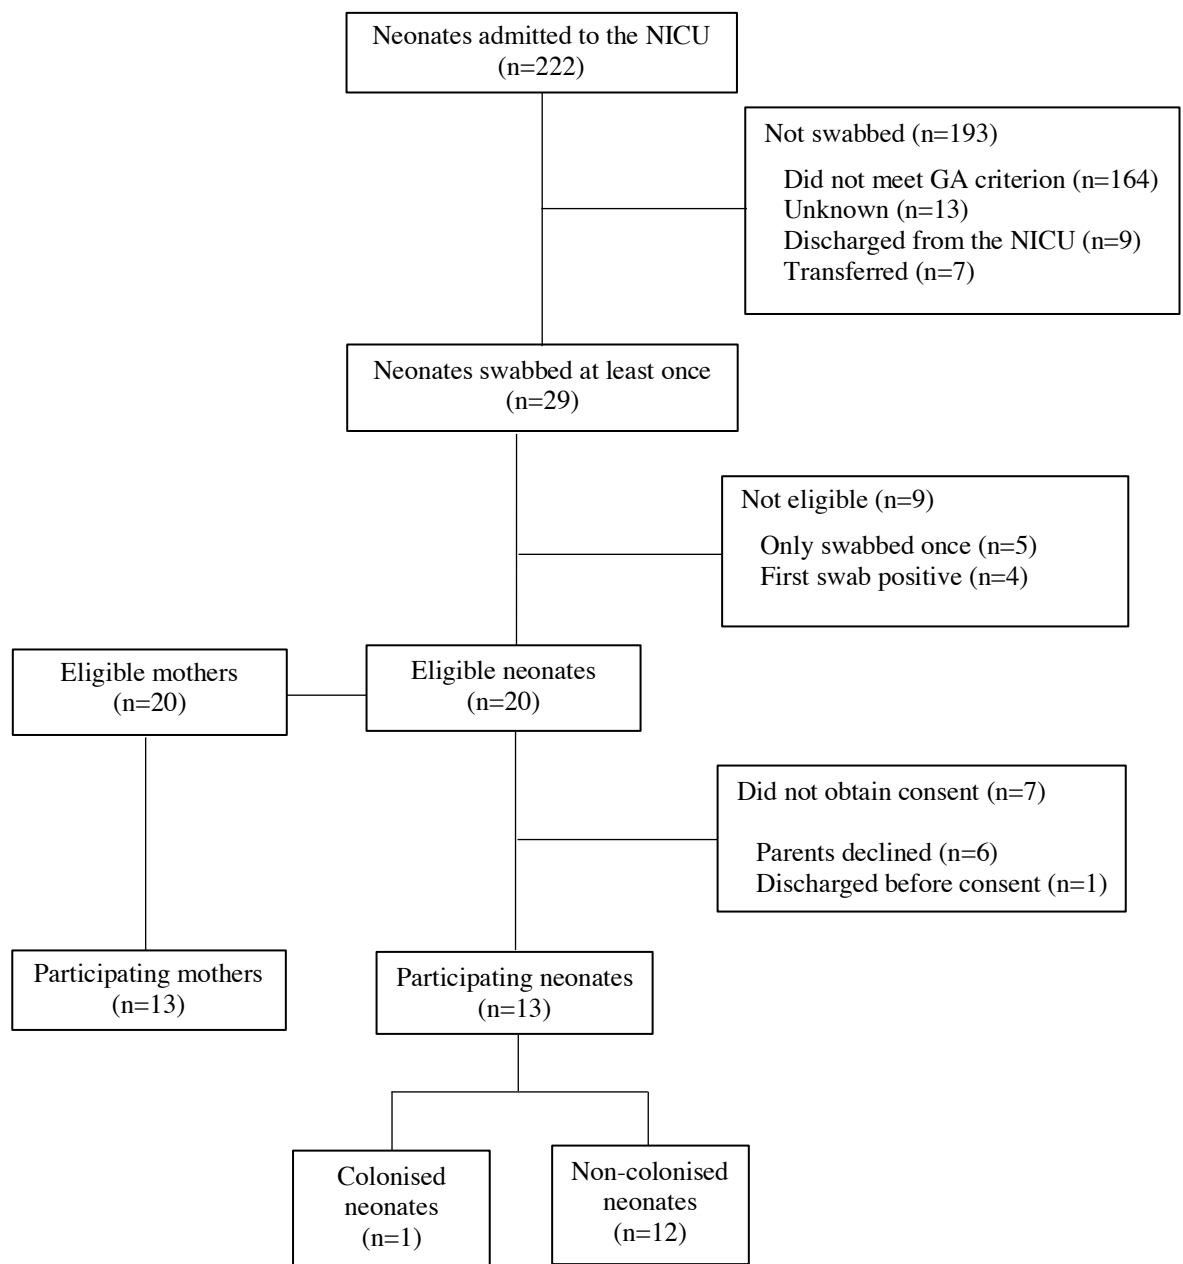 Neonates admitted to the NICU
(n=222)
Not swabbed (n=193)
Did not meet GA criterion (n=164)
Unknown (n=13)
Discharged from the NICU (n=9)
Transferred (n=7)
Neonates swabbed at least once
(n=29)
Not eligible (n=9)
Only swabbed once (n=5)
First swab positive (n=4)
Eligible mothers
(n=20)
Eligible neonates
(n=20)
Did not obtain consent (n=7)
Parents declined (n=6)
Discharged before consent (n=1)
Participating mothers
(n=13)
Participating neonates
(n=13)
Colonised
neonates
(n=1)
Non-colonised
neonates
(n=12)